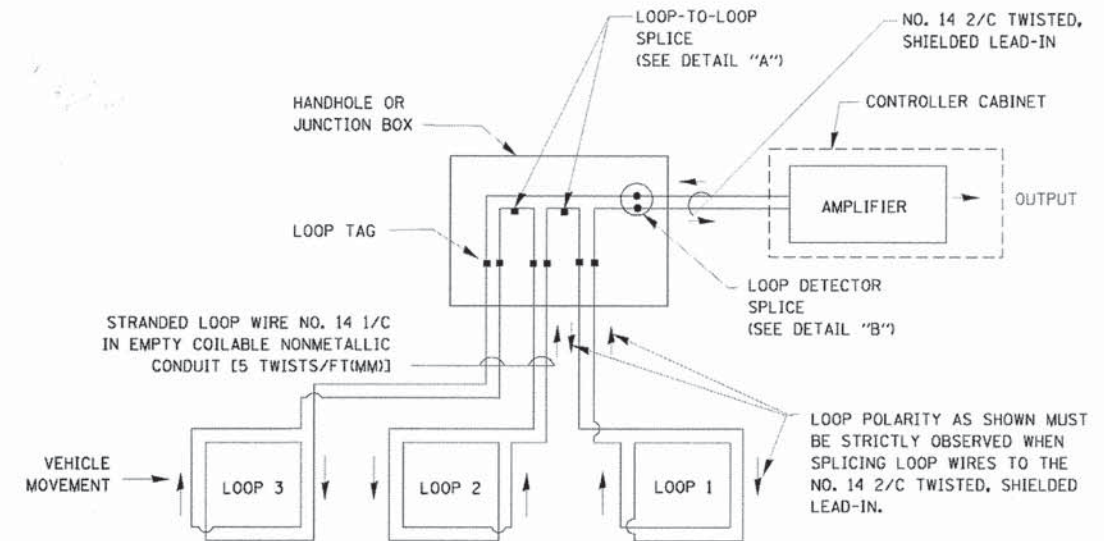 LOOP-TO-LOOP
SPLICE
(SEE DETAIL "A")
NO. 14 2/C TWISTED,
SHIELDED LEAD-IN
HANDHOLE OR
JUNCTION BOX
CONTROLLER CABINET
AMPLIFIER
OUTPUT
LOOP TAG
LOOP DETECTOR
SPLICE
(SEE DETAIL "B")
STRANDED LOOP WIRE NO. 14 1/C
IN EMPTY COILABLE NONMETALLIC
CONDUIT [5 TWISTS/FT(MM)]
LOOP POLARITY AS SHOWN MUST
BE STRICTLY OBSERVED WHEN
SPLICING LOOP WIRES TO THE
NO. 14 2/C TWISTED, SHIELDED
LEAD-IN.
VEHICLE
MOVEMENT
LOOP 3
LOOP 2
LOOP 1